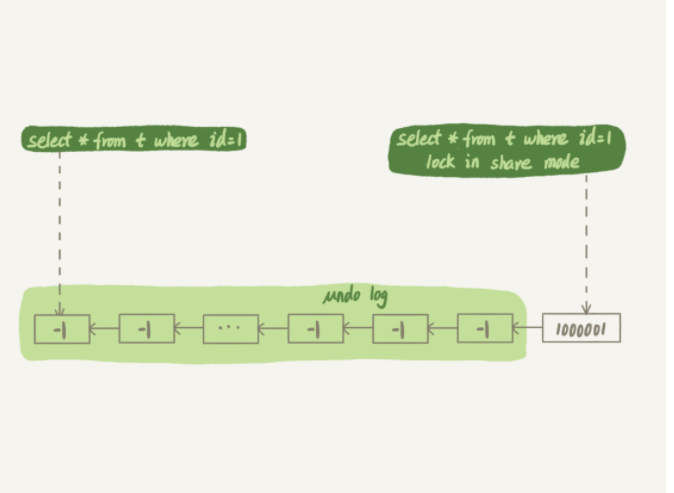 select * from t where id=1
select * from t where id=1
lock in share mode
undo log
-1
-1
...
-1
-1
-1
1000001